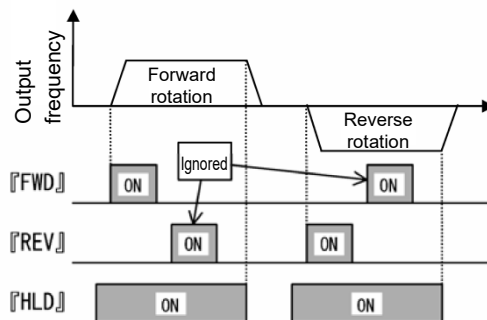 Output
frequency
Forward
rotation
Reverse
rotation
Ignored
『FWD』
ON
ON
『REV』
ON
ON
『HLD』
ON
ON